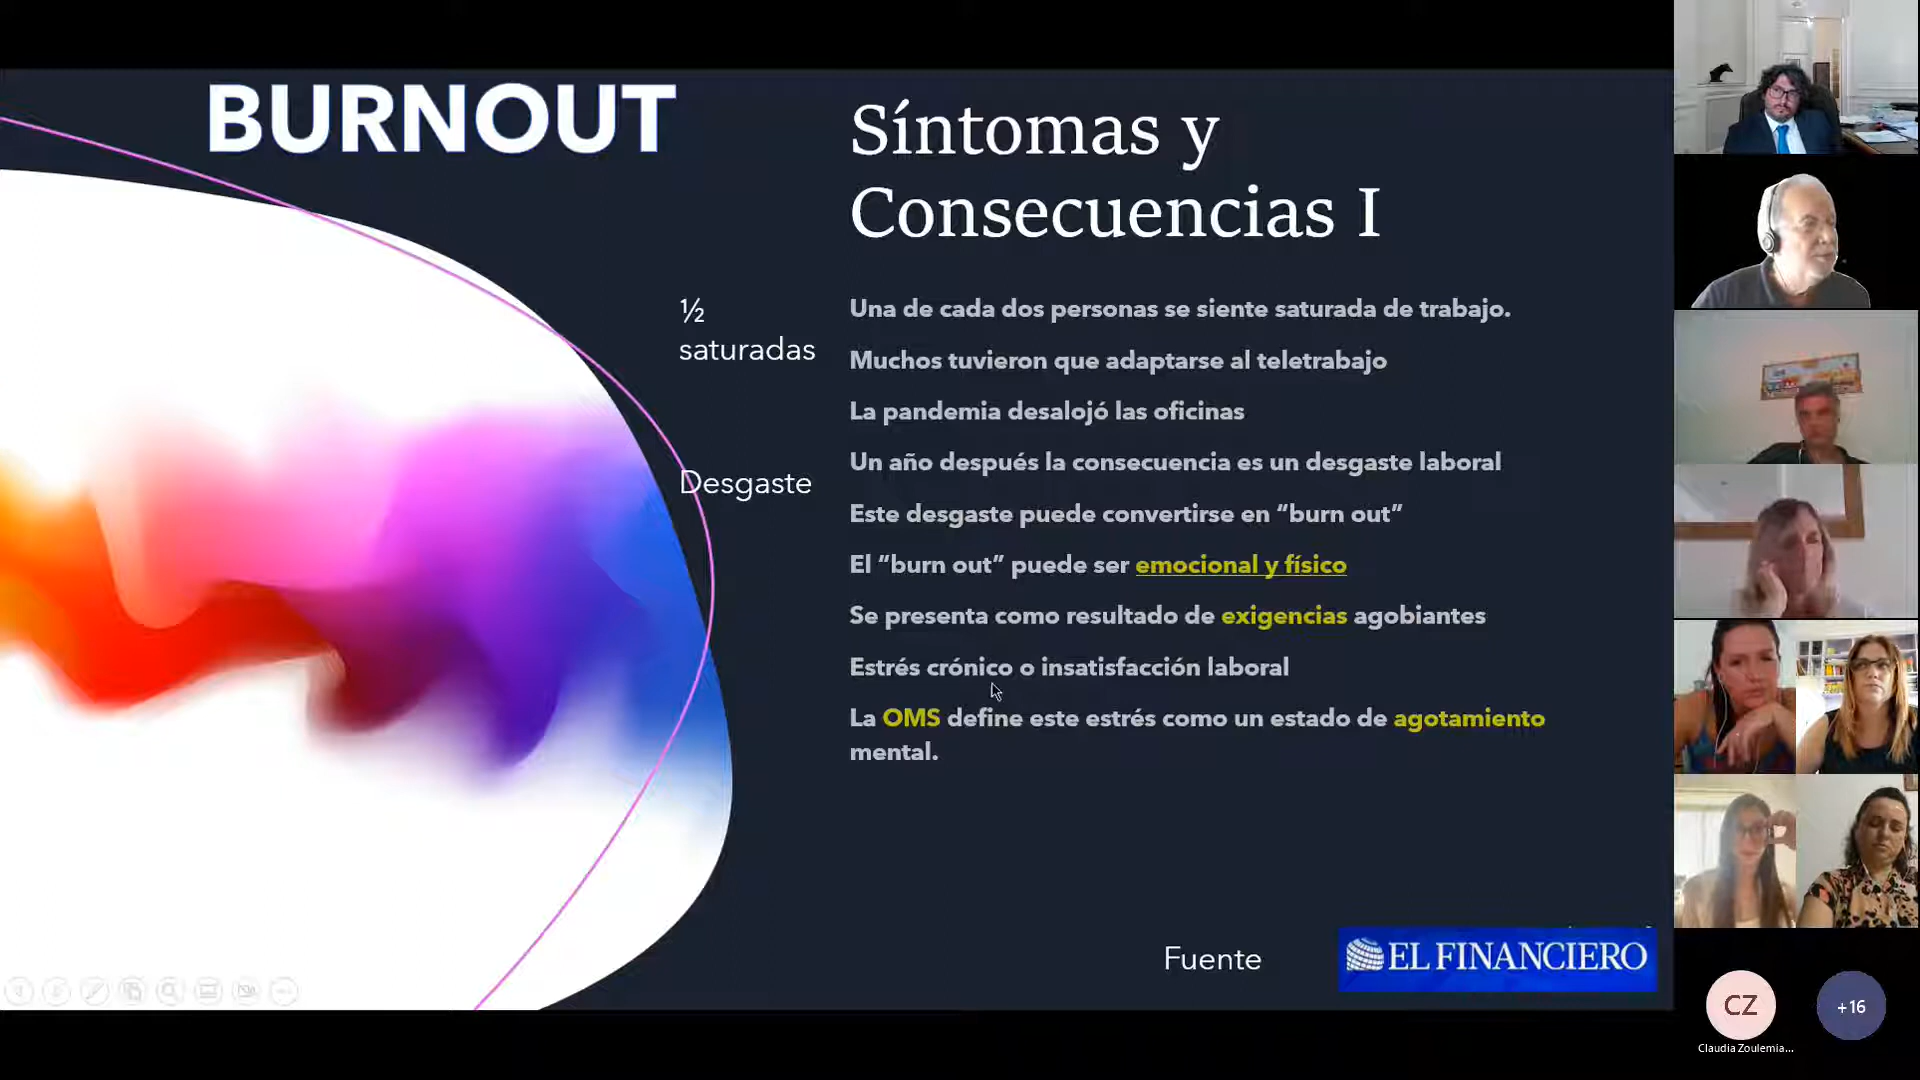 BURNOUT
Síntomas y
Consecuencias I
½
saturadas
Una de cada dos personas se siente saturada de trabajo.
Muchos tuvieron que adaptarse al teletrabajo
La pandemia desalojó las oficinas
Un año después la consecuencia es un desgaste laboral
Desgaste
Este desgaste puede convertirse en “burn out”
El “burn out” puede ser emocional y físico
Se presenta como resultado de exigencias agobiantes
Estrés crónico o insatisfacción laboral
La OMS define este estrés como un estado de agotamiento
mental.
Fuente
EL FINANCIERO
CZ
+16
Claudia Zoulemia...